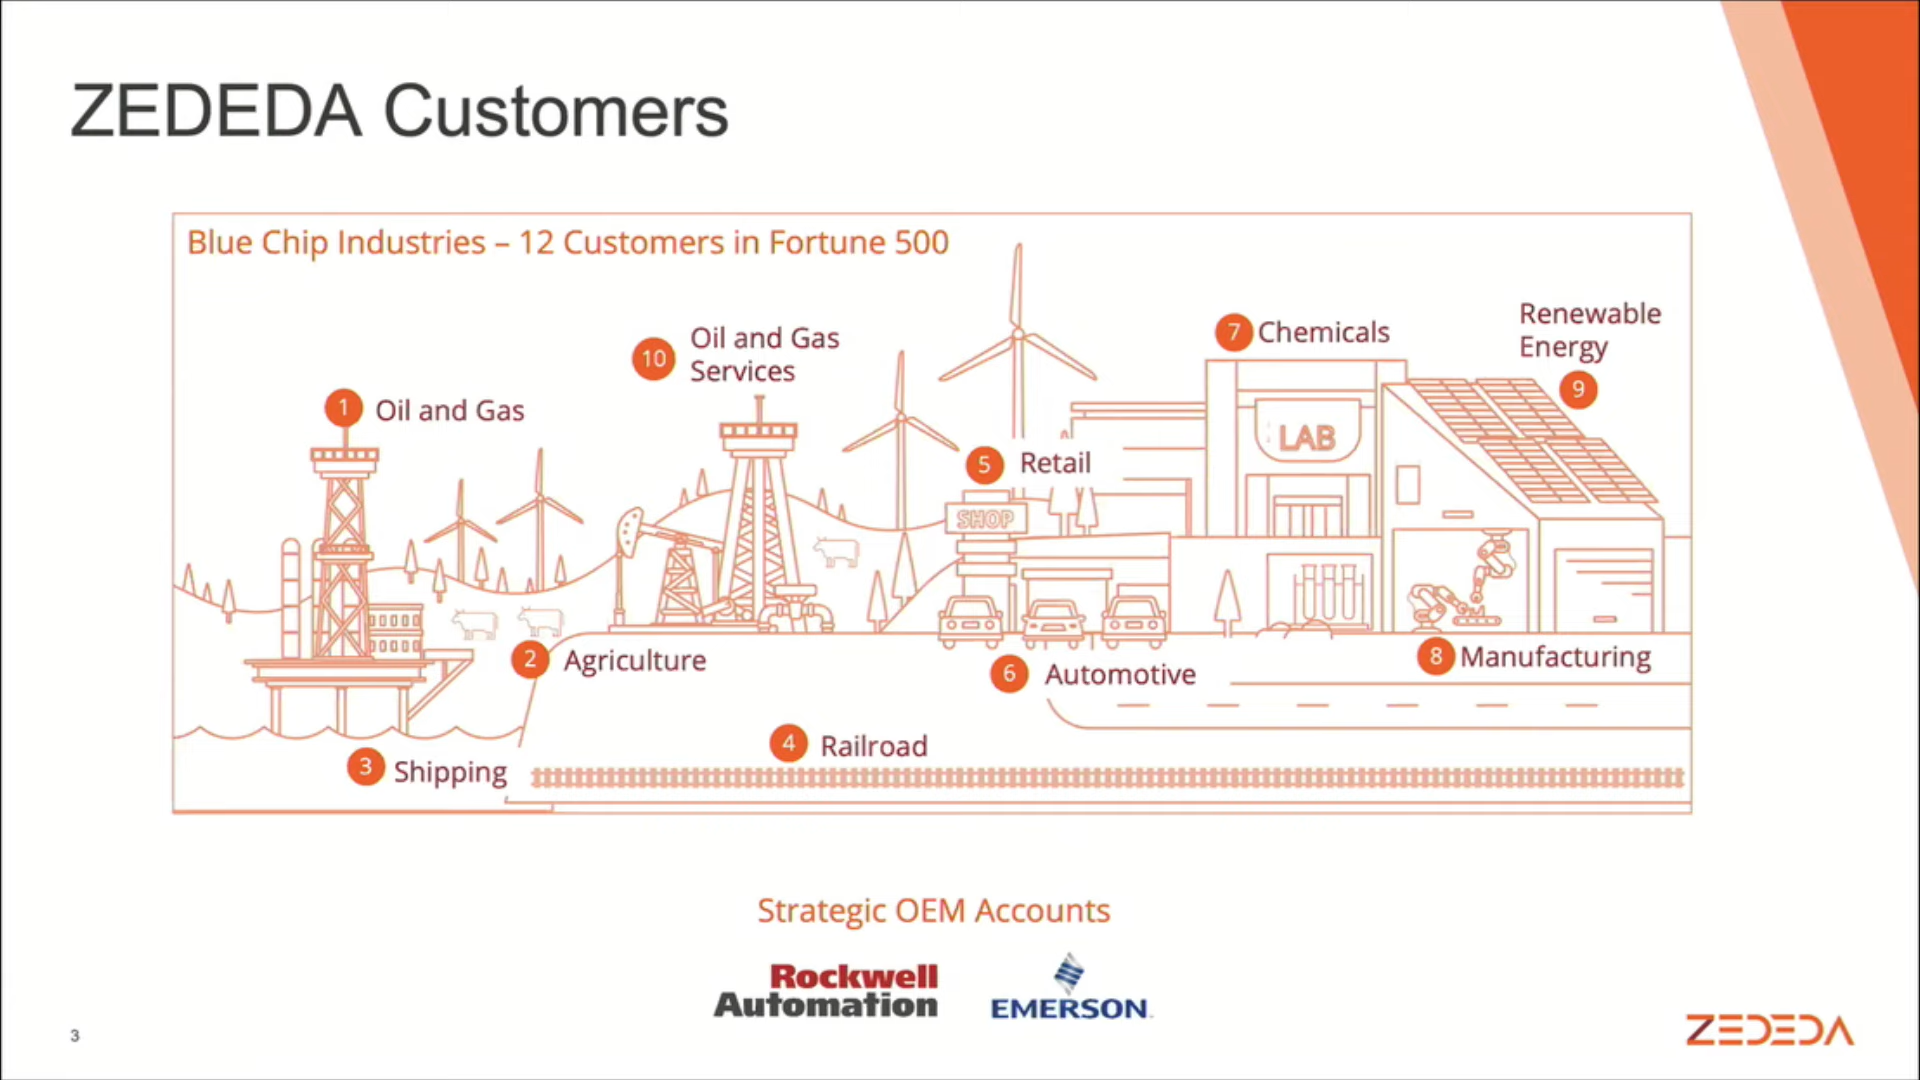 ZEDEDA Customers
Blue Chip Industries – 12 Customers in Fortune 500
1 Oil and Gas
10 Oil and Gas
Services
5 Retail
7 Chemicals
Renewable
Energy
9
LAB
SHOP
2 Agriculture
6 Automotive
8 Manufacturing
4 Railroad
3 Shipping
Strategic OEM Accounts
Rockwell
Automation
EMERSON
3
ZEDEDA